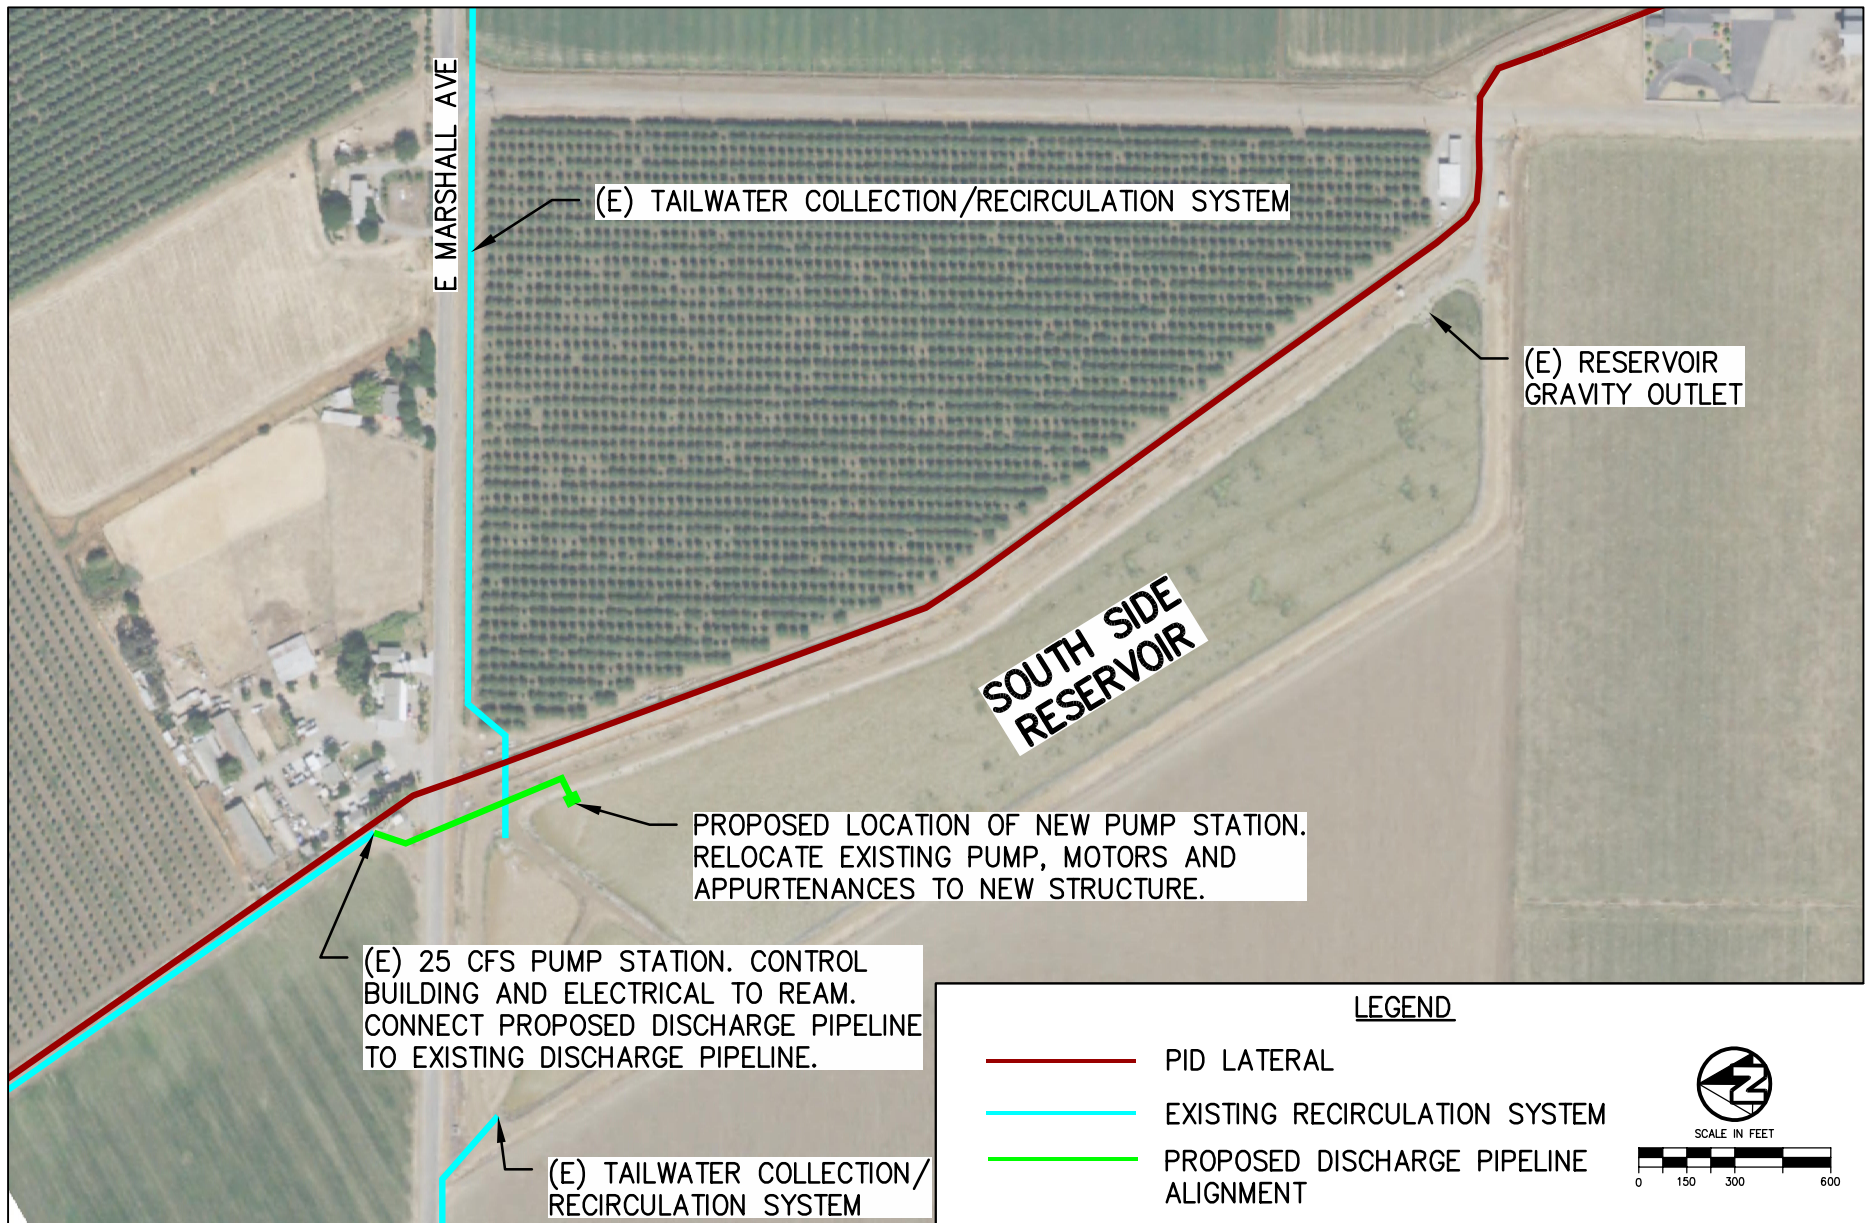 E MARSHALL AVE
(E) TAILWATER COLLECTION/RECIRCULATION SYSTEM
(E) RESERVOIR
GRAVITY OUTLET
SOUTH SIDE
RESERVOIR
PROPOSED LOCATION OF NEW PUMP STATION.
RELOCATE EXISTING PUMP, MOTORS AND
APPURTENANCES TO NEW STRUCTURE.
(E) 25 CFS PUMP STATION. CONTROL
BUILDING AND ELECTRICAL TO REAM.
CONNECT PROPOSED DISCHARGE PIPELINE
TO EXISTING DISCHARGE PIPELINE.
(E) TAILWATER COLLECTION/
RECIRCULATION SYSTEM
LEGEND
PID LATERAL
EXISTING RECIRCULATION SYSTEM
PROPOSED DISCHARGE PIPELINE
ALIGNMENT
N
SCALE IN FEET
0 150 300 600